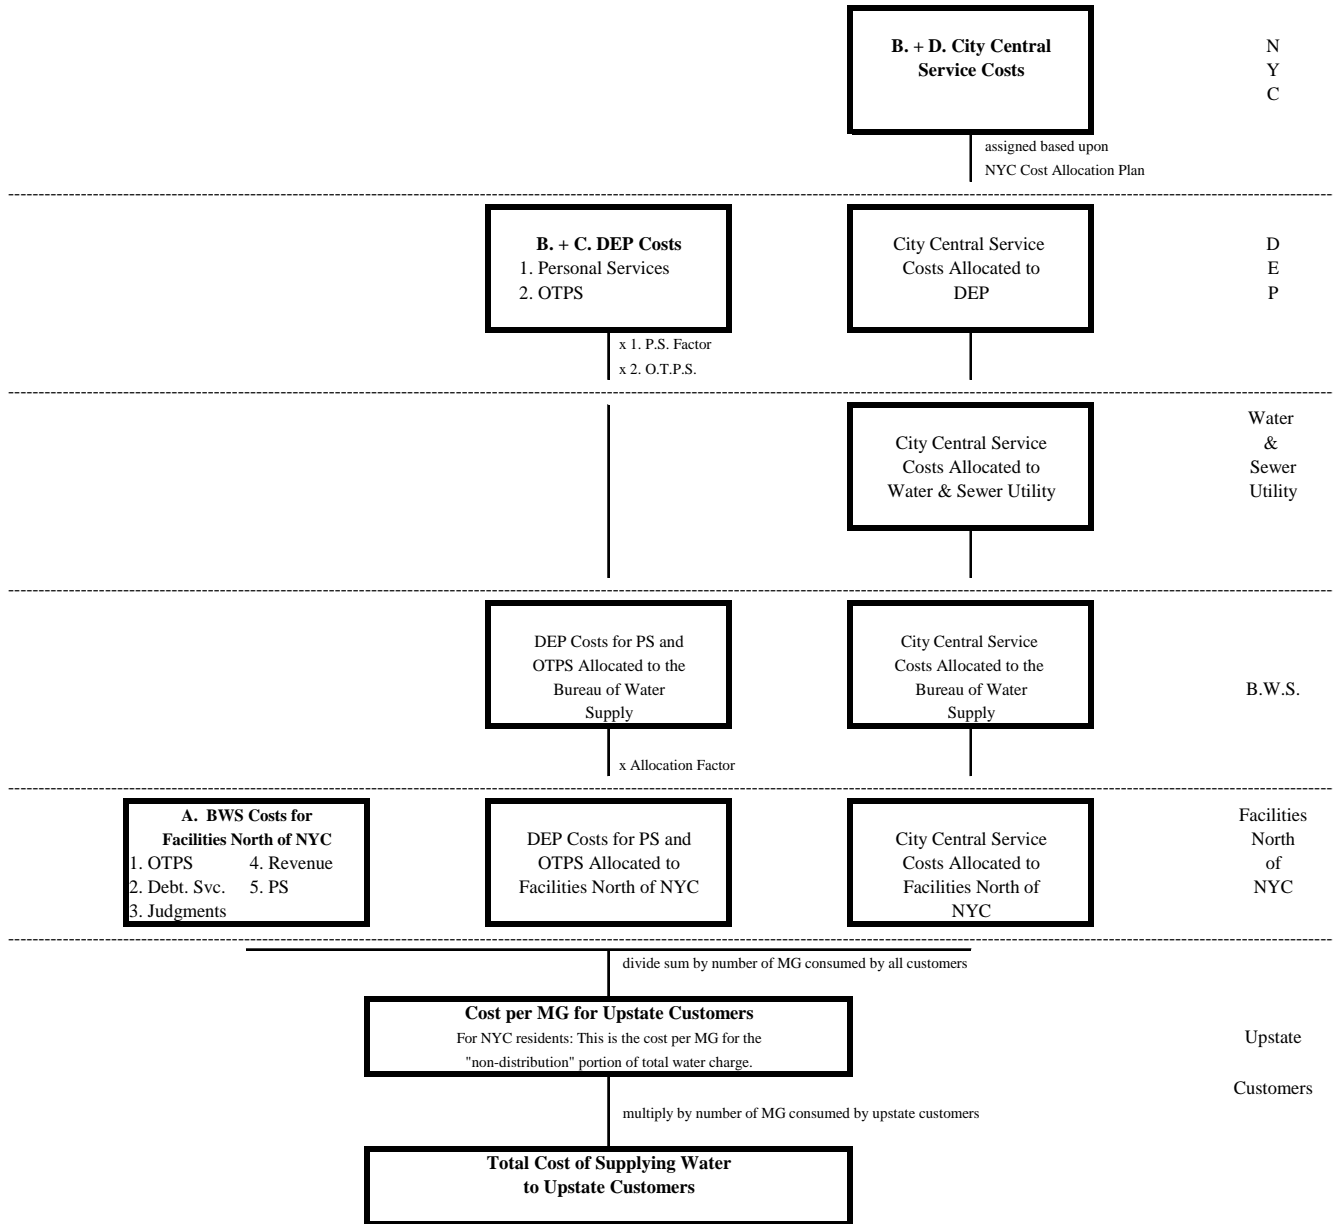 B. + D. City Central
Service Costs
N
Y
C
assigned based upon
NYC Cost Allocation Plan
B. + C. DEP Costs
1. Personal Services
2. OTPS
City Central Service
Costs Allocated to
DEP
D
E
P
x 1. P.S. Factor
x 2. O.T.P.S.
City Central Service
Costs Allocated to
Water & Sewer Utility
Water
&
Sewer
Utility
DEP Costs for PS and
OTPS Allocated to the
Bureau of Water
Supply
City Central Service
Costs Allocated to the
Bureau of Water
Supply
B.W.S.
x Allocation Factor
A. BWS Costs for
Facilities North of NYC
1. OTPS 4. Revenue
2. Debt. Svc. 5. PS
3. Judgments
DEP Costs for PS and
OTPS Allocated to
Facilities North of NYC
City Central Service
Costs Allocated to
Facilities North of
NYC
Facilities
North
of
NYC
divide sum by number of MG consumed by all customers
Cost per MG for Upstate Customers
For NYC residents: This is the cost per MG for the
"non-distribution" portion of total water charge.
Upstate
Customers
multiply by number of MG consumed by upstate customers
Total Cost of Supplying Water
to Upstate Customers